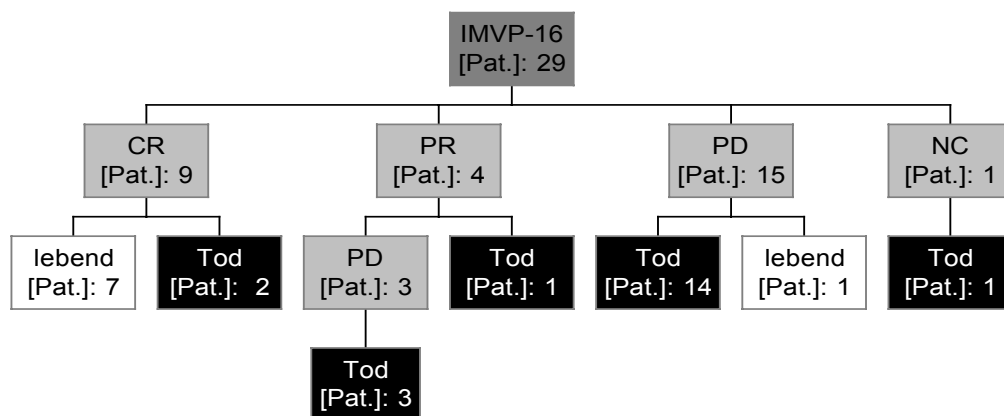 IMVP-16
[Pat.]: 29
CR
[Pat.]: 9
PR
[Pat.]: 4
PD
[Pat.]: 15
NC
[Pat.]: 1
lebend
[Pat.]: 7
Tod
[Pat.]: 2
PD
[Pat.]: 3
Tod
[Pat.]: 1
Tod
[Pat.]: 14
lebend
[Pat.]: 1
Tod
[Pat.]: 1
Tod
[Pat.]: 3